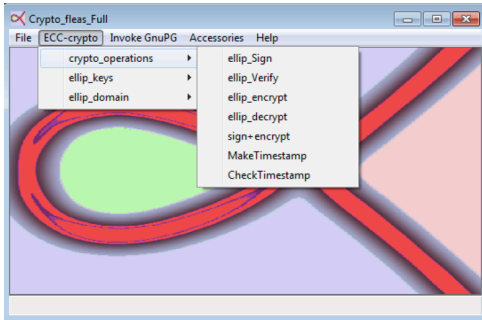 Crypto_fleas_Full
File ECC-crypto Invoke GnuPG Accessories Help
crypto_operations
ellip_keys
ellip_domain
ellip_Sign
ellip_Verify
ellip_encrypt
ellip_decrypt
sign+encrypt
MakeTimestamp
CheckTimestamp